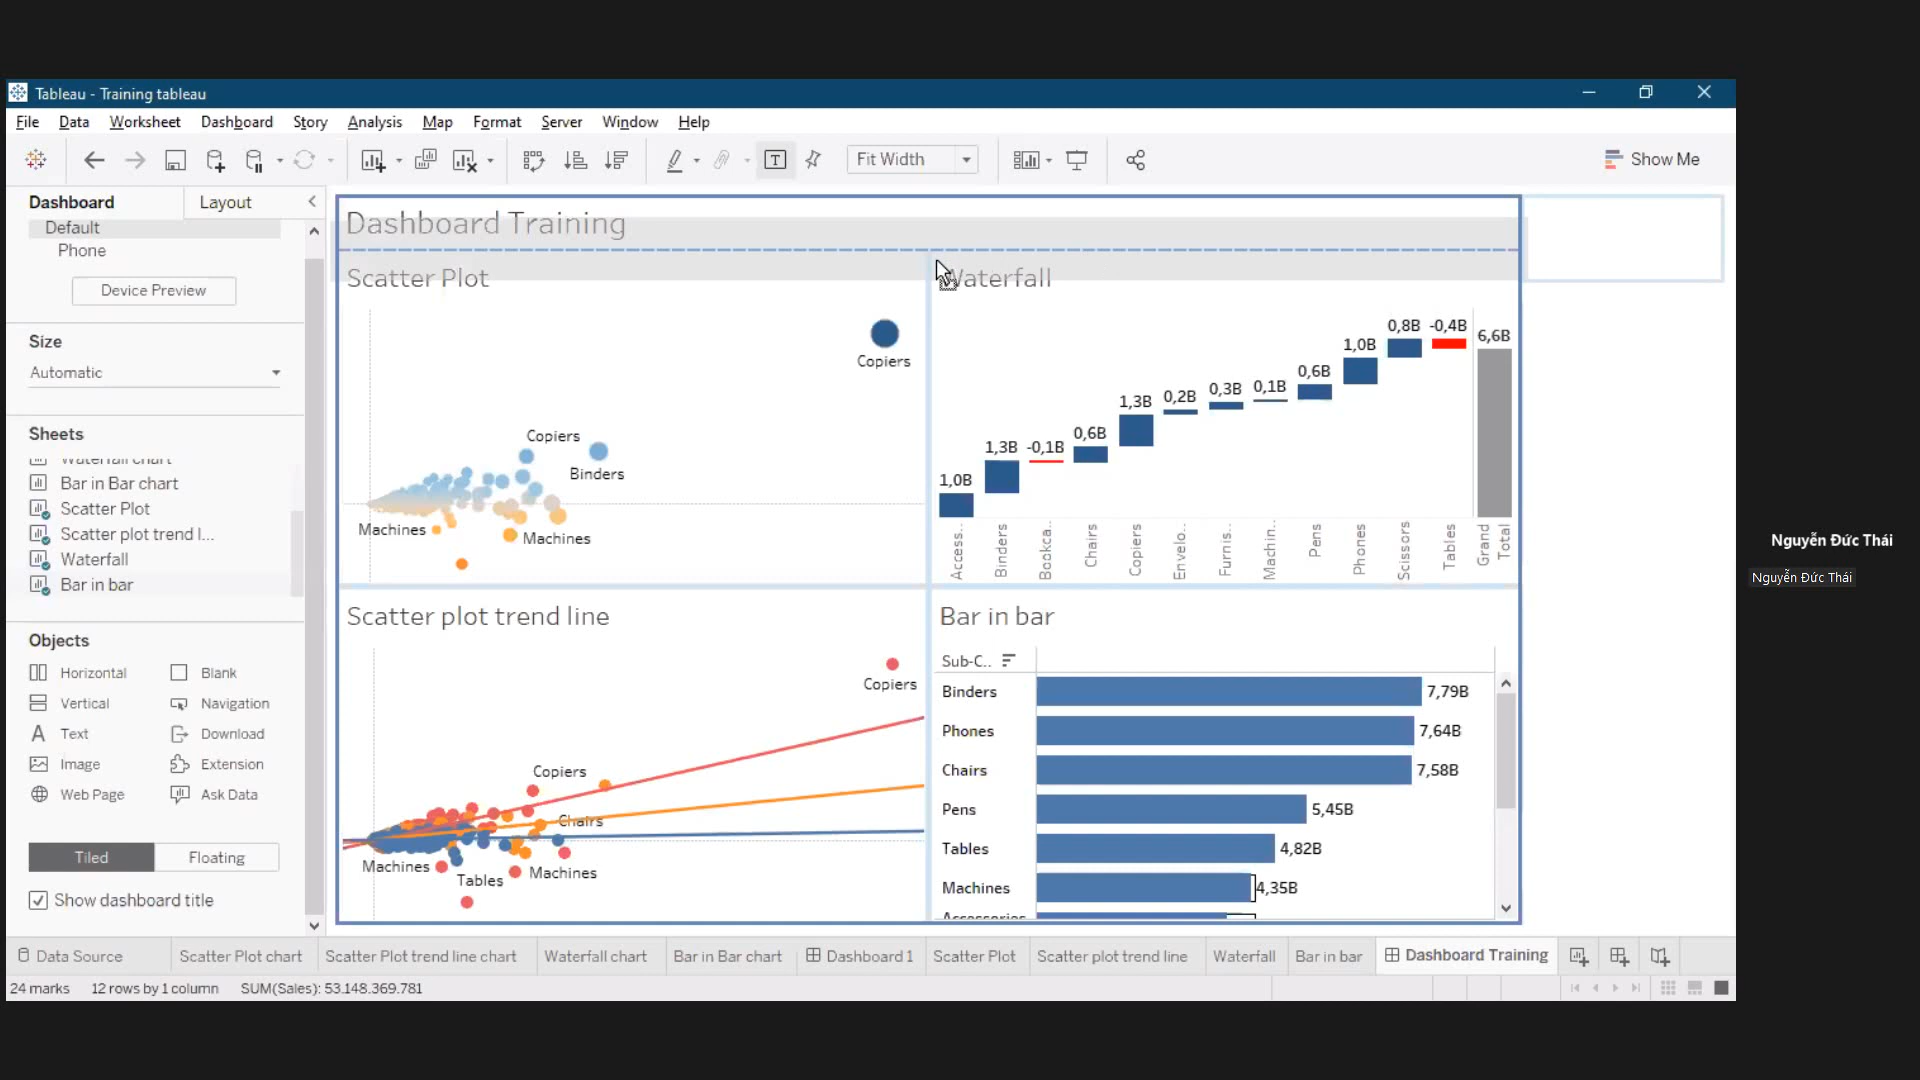 Tableau - Training tableau
File Data Worksheet Dashboard Story Analysis Map Format Server Window Help
Fit Width
Show Me
Dashboard Layout
Default
Phone
Device Preview
Size
Automatic
Sheets
Waterfall chart
Bar in Bar chart
Scatter Plot
Scatter plot trend l...
Waterfall
Bar in bar
Objects
Horizontal Blank
Vertical Navigation
Text Download
Image Extension
Web Page Ask Data
Tiled Floating
Show dashboard title
Dashboard Training
Scatter Plot
Copiers
Copiers
Binders
Machines
Machines
Waterfall
1,0B
1,3B
-0,1B
0,6B
1,3B
0,2B
0,3B
0,1B
0,6B
1,0B
0,8B
-0,4B
6,6B
Access..
Binders
Bookca..
Chairs
Copiers
Envelo..
Furnis..
Machin..
Pens
Phones
Scissors
Tables
Grand
Total
Scatter plot trend line
Copiers
Copiers
Chairs
Machines
Tables
Machines
Bar in bar
Sub-C..
Binders 7,79B
Phones 7,64B
Chairs 7,58B
Pens 5,45B
Tables 4,82B
Machines 4,35B
Accessories
Data Source Scatter Plot chart Scatter Plot trend line chart Waterfall chart Bar in Bar chart Dashboard 1 Scatter Plot Scatter plot trend line Waterfall Bar in bar Dashboard Training
24 marks 12 rows by 1 column SUM(Sales): 53.148.369.781
Nguyễn Đức Thái
Nguyễn Đức Thái